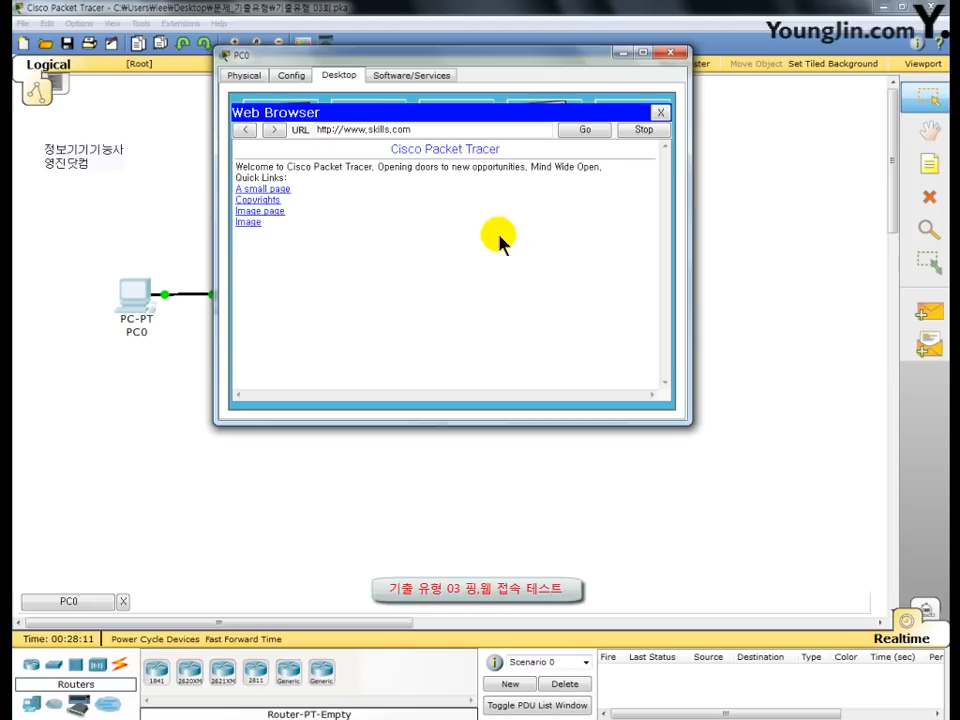 Cisco Packet Tracer - C:\Users\lee\Desktop\문제_기출유형\기출유형 03회.pka
File Edit Options View Tools Extensions Help
YoungJin.com Y.
Logical
[Root]
Move Object
Set Tiled Background
Viewport
PC0
Physical
Config
Desktop
Software/Services
Web Browser
X
<
>
URL
http://www.skills.com
Go
Stop
Cisco Packet Tracer
Welcome to Cisco Packet Tracer, Opening doors to new opportunities, Mind Wide Open,
Quick Links:
A small page
Copyrights
Image page
Image
정보기기기능사
영진닷컴
PC-PT
PC0
기출 유형 03 핑,웹 접속 테스트
PC0
X
Time: 00:28:11
Power Cycle Devices Fast Forward Time
Realtime
Routers
1841
2620XM
2621XM
2811
Generic
Generic
Router-PT-Empty
Scenario 0
New
Delete
Toggle PDU List Window
Fire
Last Status
Source
Destination
Type
Color
Time (sec)